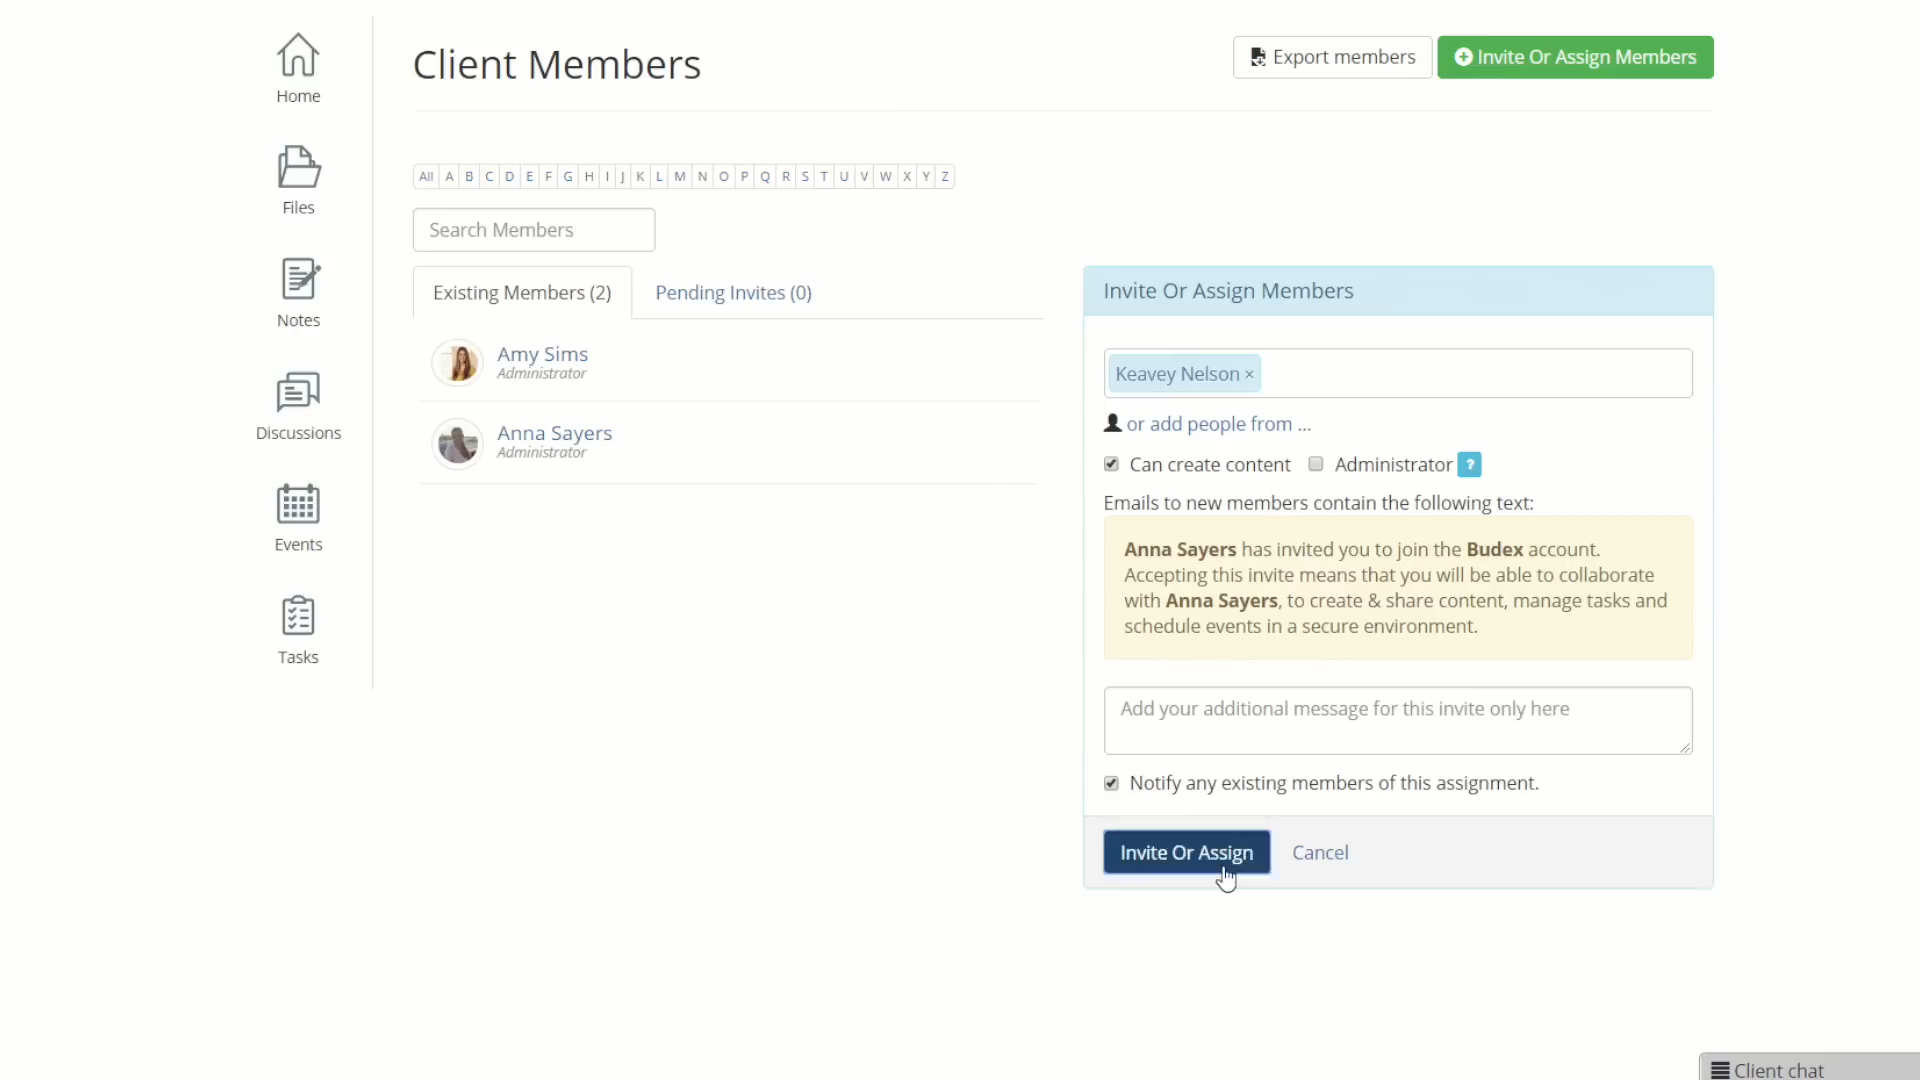 Home
Files
Notes
Discussions
Events
Tasks
Client Members
Export members
Invite Or Assign Members
All A B C D E F G H I J K L M N O P Q R S T U V W X Y Z
Search Members
Existing Members (2)
Pending Invites (0)
Amy Sims
Administrator
Anna Sayers
Administrator
Invite Or Assign Members
Keavey Nelson ×
or add people from ...
Can create content
Administrator ?
Emails to new members contain the following text:
Anna Sayers has invited you to join the Budex account.
Accepting this invite means that you will be able to collaborate
with Anna Sayers, to create & share content, manage tasks and
schedule events in a secure environment.
Add your additional message for this invite only here
Notify any existing members of this assignment.
Invite Or Assign
Cancel
Client chat